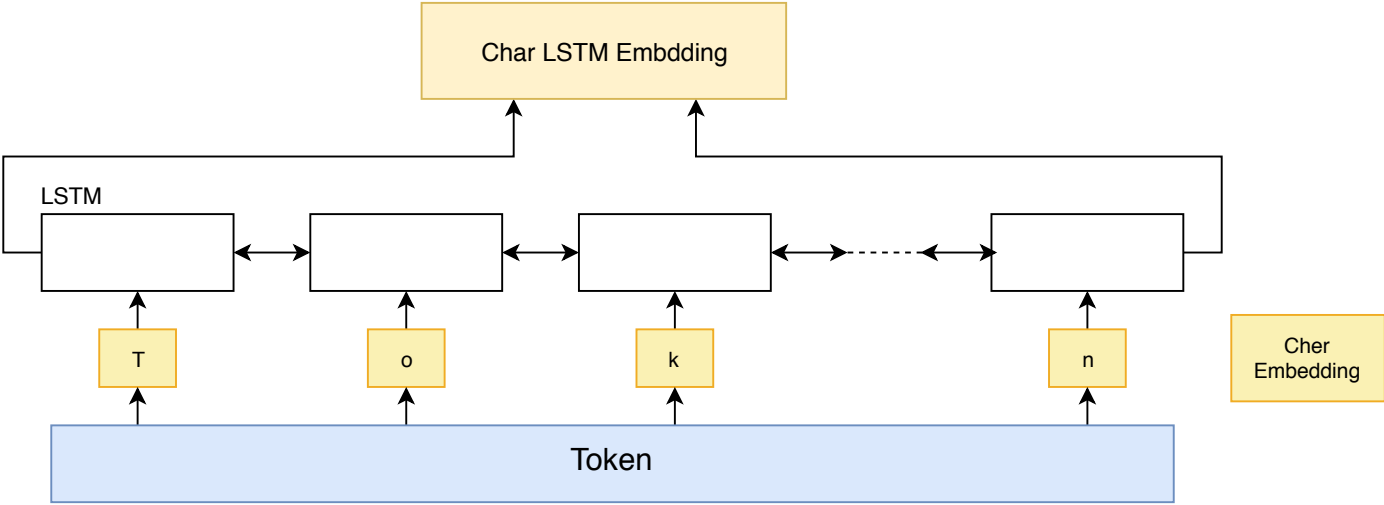 Char LSTM Embdding
LSTM
T
o
k
n
Cher
Embedding
Token